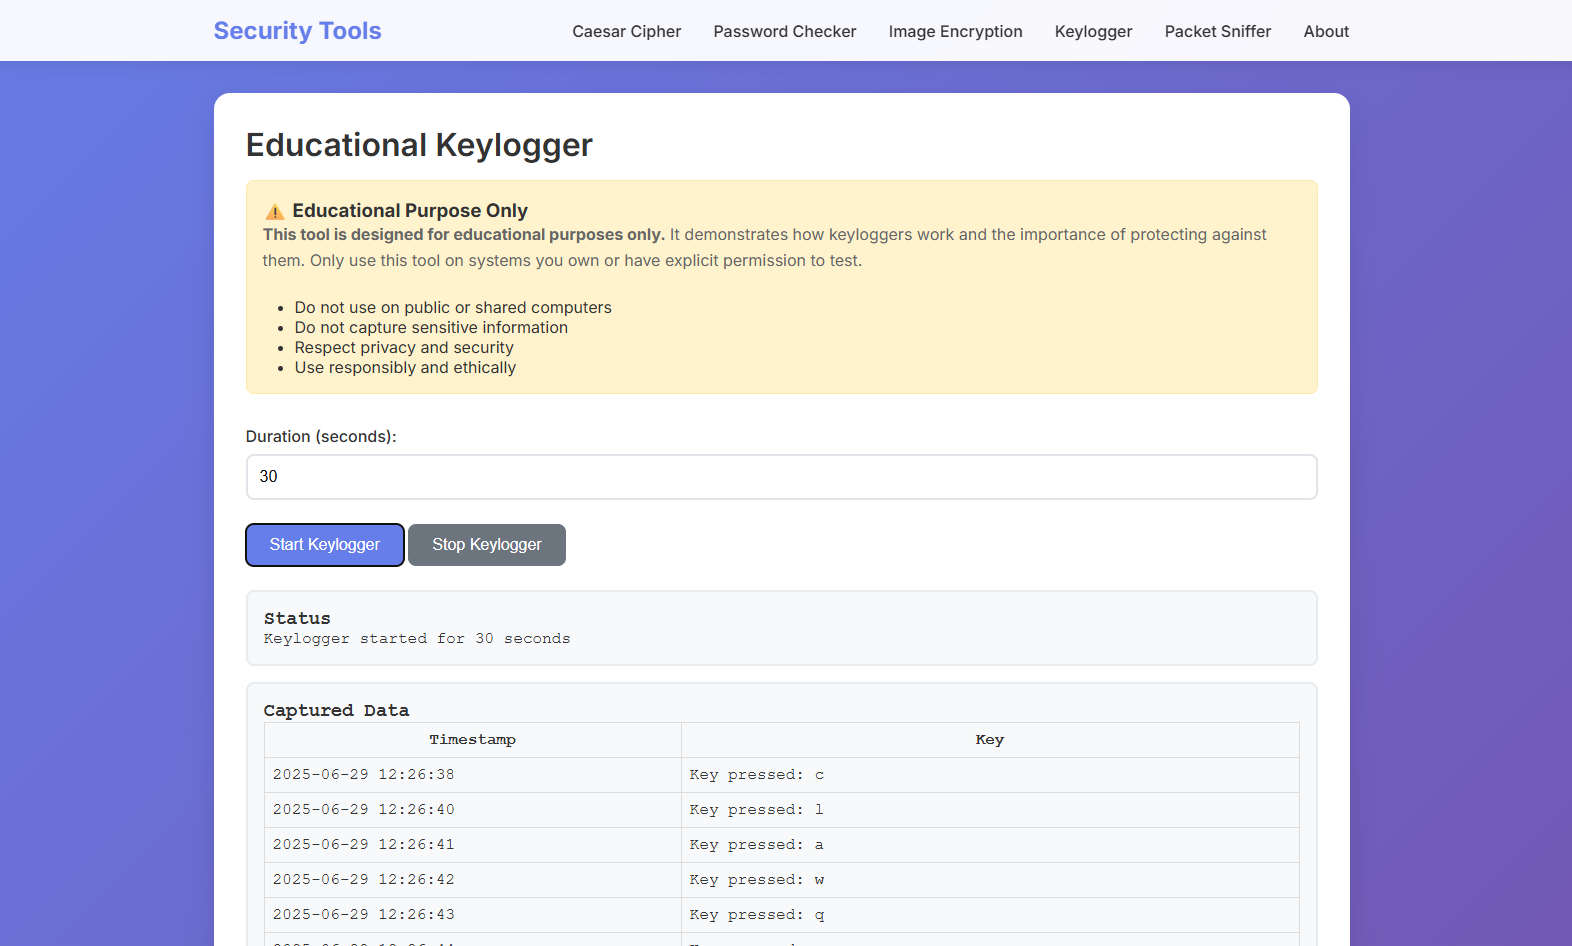 Security Tools
Caesar Cipher
Password Checker
Image Encryption
Keylogger
Packet Sniffer
About
Educational Keylogger
Educational Purpose Only
This tool is designed for educational purposes only. It demonstrates how keyloggers work and the importance of protecting against
them. Only use this tool on systems you own or have explicit permission to test.
Do not use on public or shared computers
Do not capture sensitive information
Respect privacy and security
Use responsibly and ethically
Duration (seconds):
30
Start Keylogger
Stop Keylogger
Status
Keylogger started for 30 seconds
Captured Data
Timestamp Key
2025-06-29 12:26:38 Key pressed: c
2025-06-29 12:26:40 Key pressed: l
2025-06-29 12:26:41 Key pressed: a
2025-06-29 12:26:42 Key pressed: w
2025-06-29 12:26:43 Key pressed: q